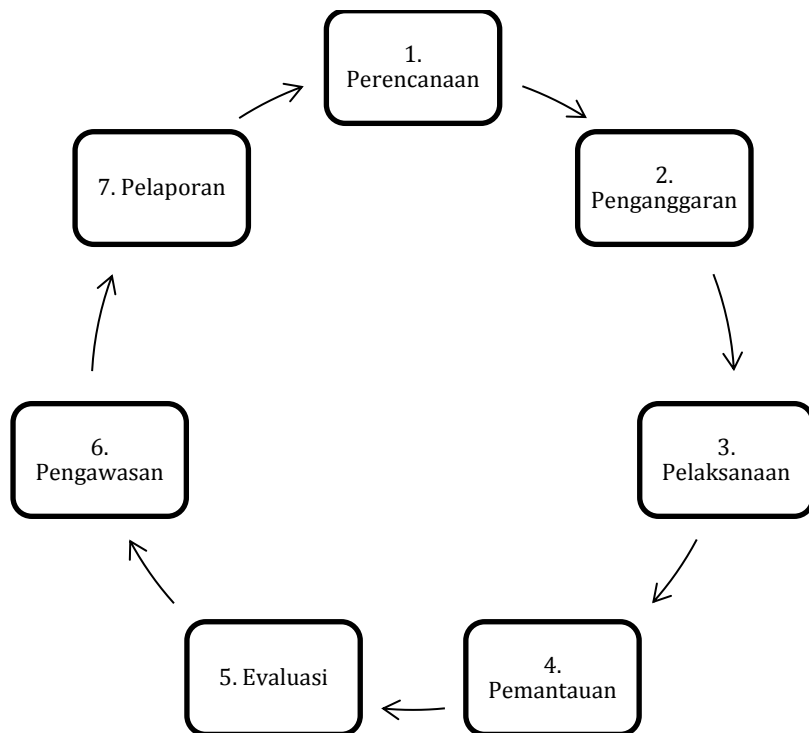 1.
Perencanaan
2.
Penganggaran
3.
Pelaksanaan
4.
Pemantauan
5. Evaluasi
6.
Pengawasan
7. Pelaporan